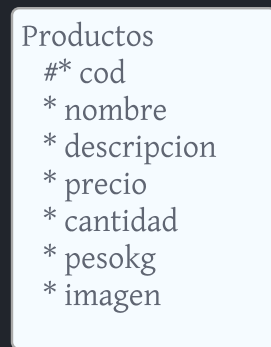 Productos
#* cod
* nombre
* descripcion
* precio
* cantidad
* pesokg
* imagen